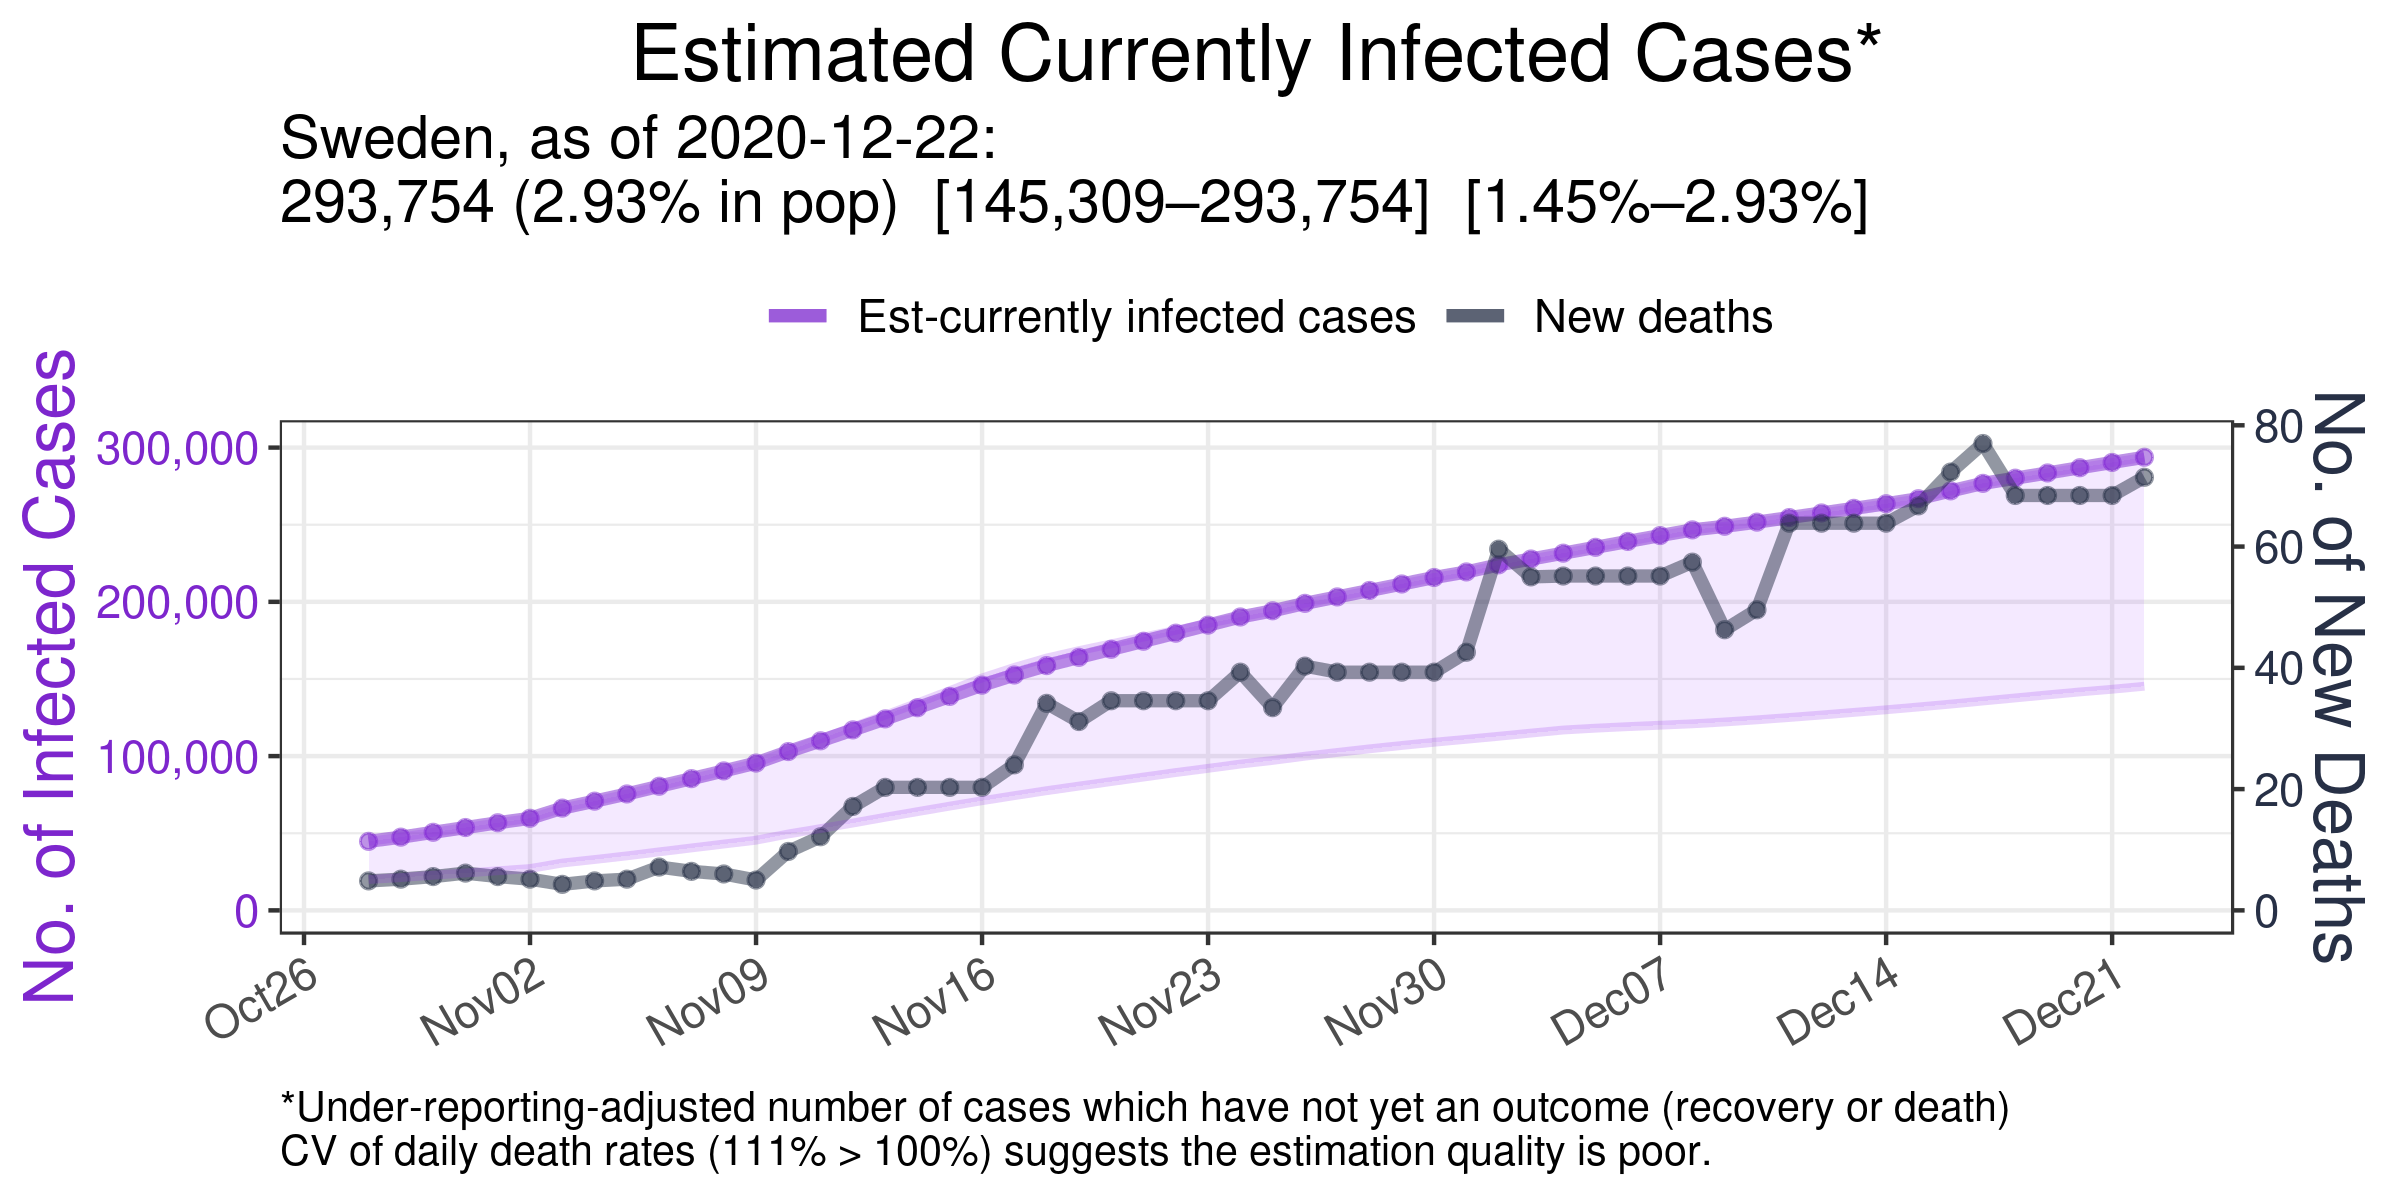 Estimated Currently Infected Cases*
Sweden, as of 2020-12-22:
293,754 (2.93% in pop)  [145,309–293,754]  [1.45%–2.93%]
Est-currently infected cases
New deaths
No. of Infected Cases
300,000
200,000
100,000
0
80
60
40
20
0
No. of New Deaths
Oct26
Nov02
Nov09
Nov16
Nov23
Nov30
Dec07
Dec14
Dec21
*Under-reporting-adjusted number of cases which have not yet an outcome (recovery or death)
CV of daily death rates (111% > 100%) suggests the estimation quality is poor.